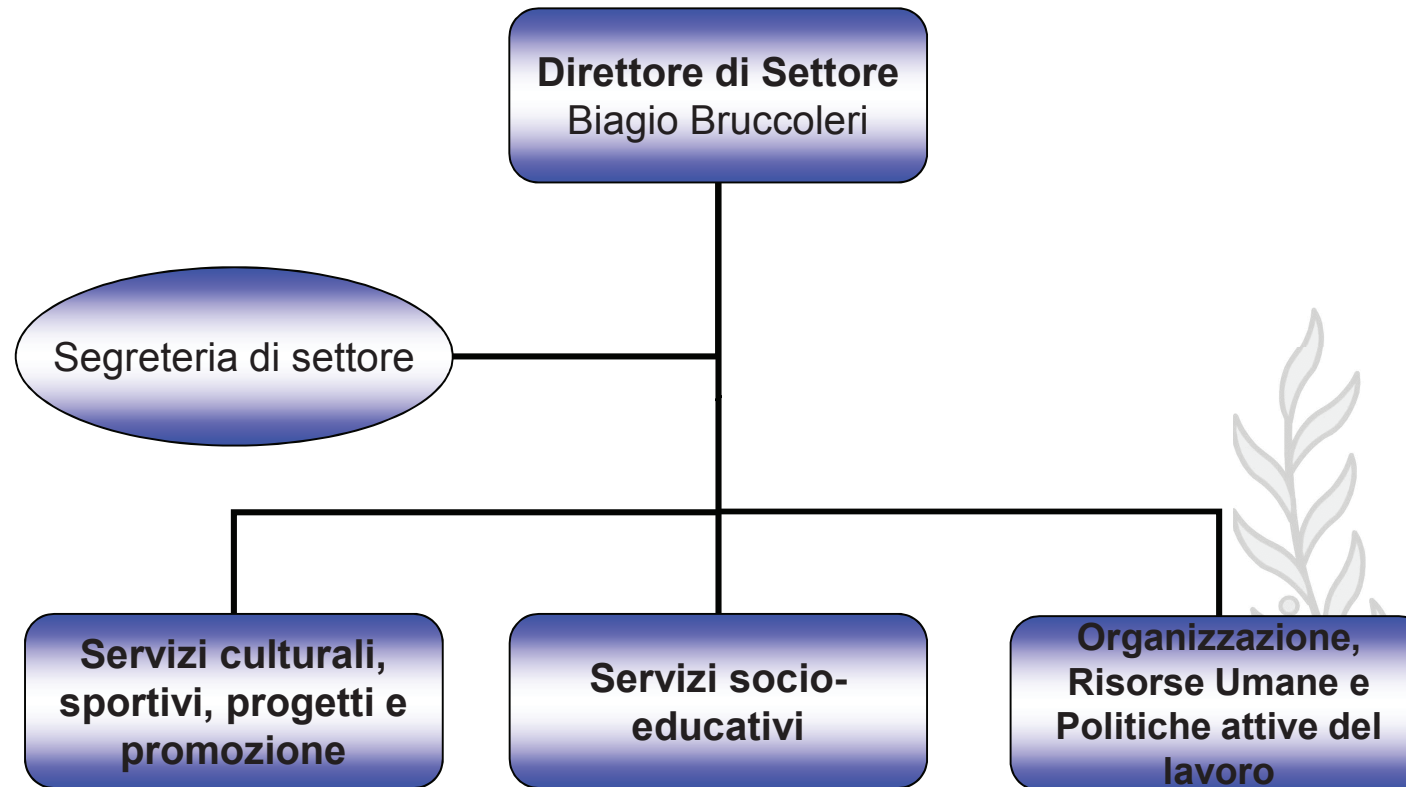 Direttore di Settore
Biagio Bruccoleri
Segreteria di settore
Servizi culturali,
sportivi, progetti e
promozione
Servizi socio-
educativi
Organizzazione,
Risorse Umane e
Politiche attive del
lavoro